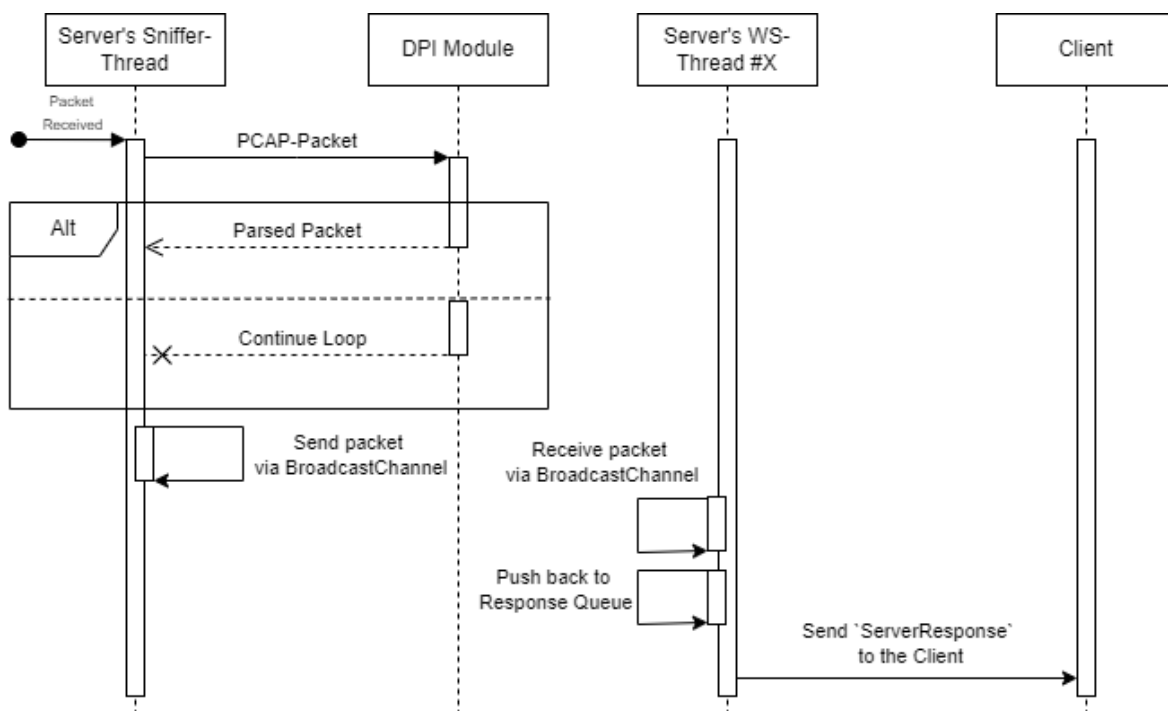 Server's Sniffer-
Thread
DPI Module
Server's WS-
Thread #X
Client
Packet
Received
PCAP-Packet
Alt
Parsed Packet
Continue Loop
Send packet
via BroadcastChannel
Receive packet
via BroadcastChannel
Push back to
Response Queue
Send `ServerResponse`
to the Client